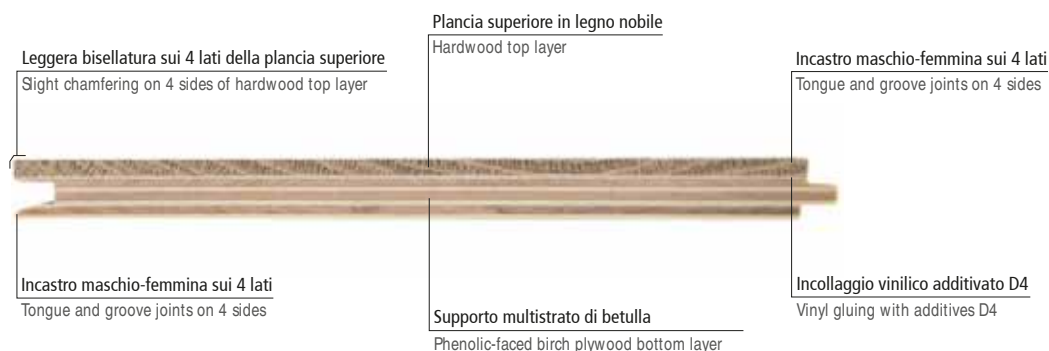 Plancia superiore in legno nobile
Hardwood top layer
Leggera bisellatura sui 4 lati della plancia superiore
Slight chamfering on 4 sides of hardwood top layer
Incastro maschio-femmina sui 4 lati
Tongue and groove joints on 4 sides
Incastro maschio-femmina sui 4 lati
Tongue and groove joints on 4 sides
Supporto multistrato di betulla
Phenolic-faced birch plywood bottom layer
Incollaggio vinilico additivato D4
Vinyl gluing with additives D4